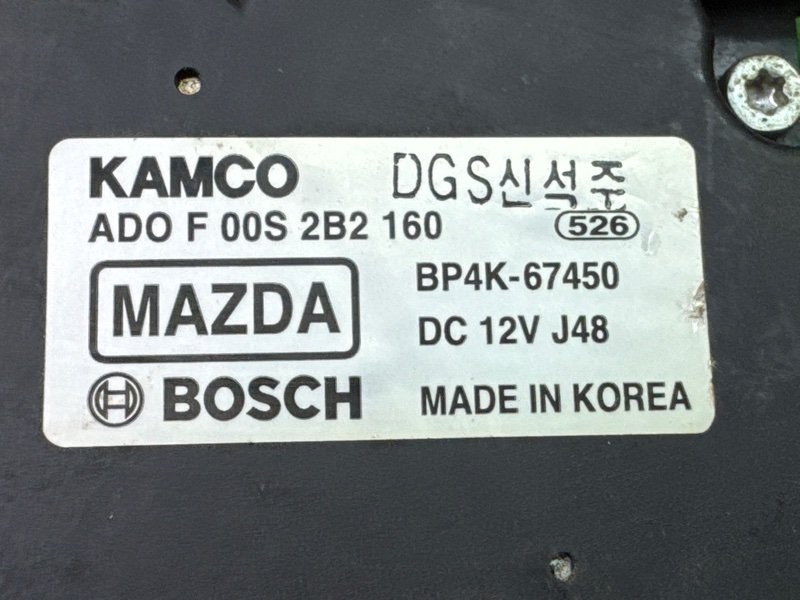 KAMCO DGS신석주
ADO F 00S 2B2 160 526
MAZDA
BP4K-67450
DC 12V J48
BOSCH MADE IN KOREA